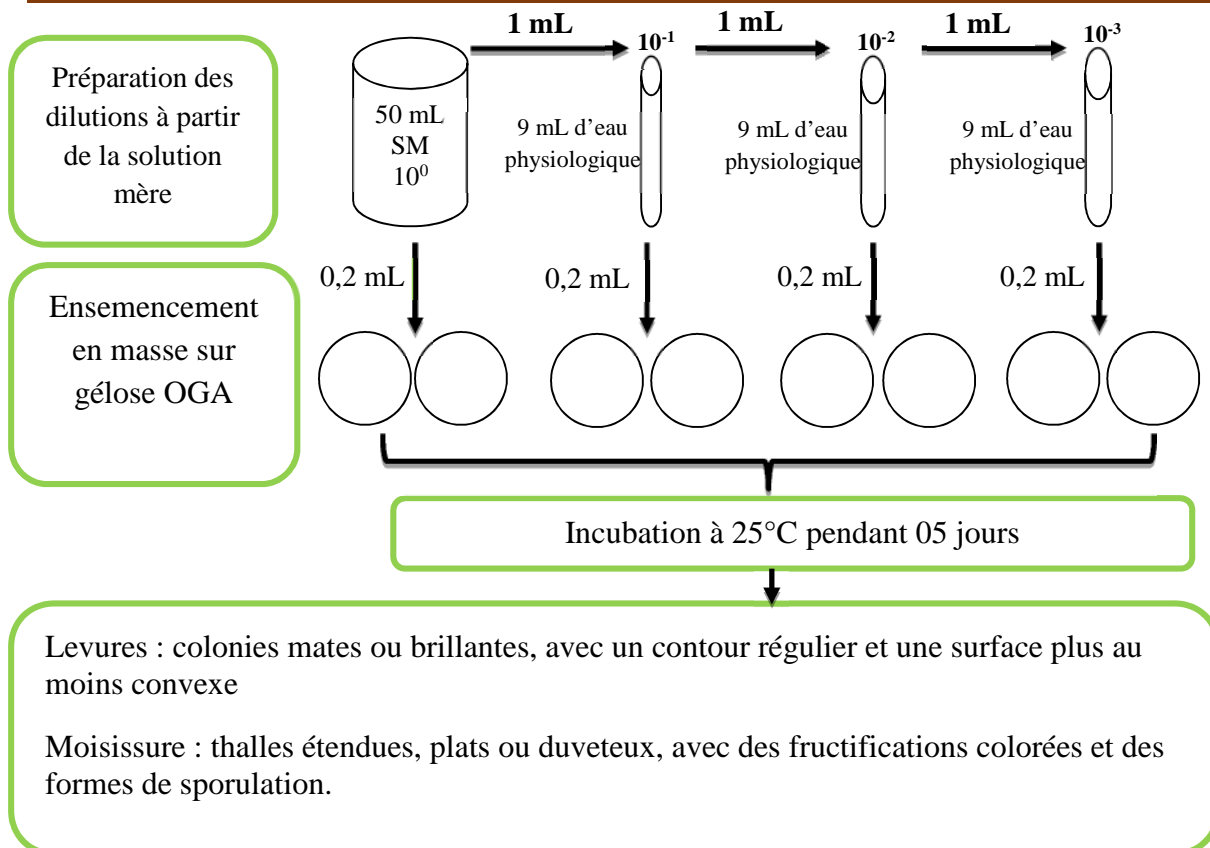 1 mL
1 mL
1 mL
10⁻¹
10⁻²
10⁻³
Préparation des
dilutions à partir
de la solution
mère
50 mL
SM
10⁰
9 mL d’eau
physiologique
9 mL d’eau
physiologique
9 mL d’eau
physiologique
0,2 mL
0,2 mL
0,2 mL
0,2 mL
Ensemencement
en masse sur
gélose OGA
Incubation à 25°C pendant 05 jours
Levures : colonies mates ou brillantes, avec un contour régulier et une surface plus au
moins convexe
Moisissure : thalles étendues, plats ou duveteux, avec des fructifications colorées et des
formes de sporulation.